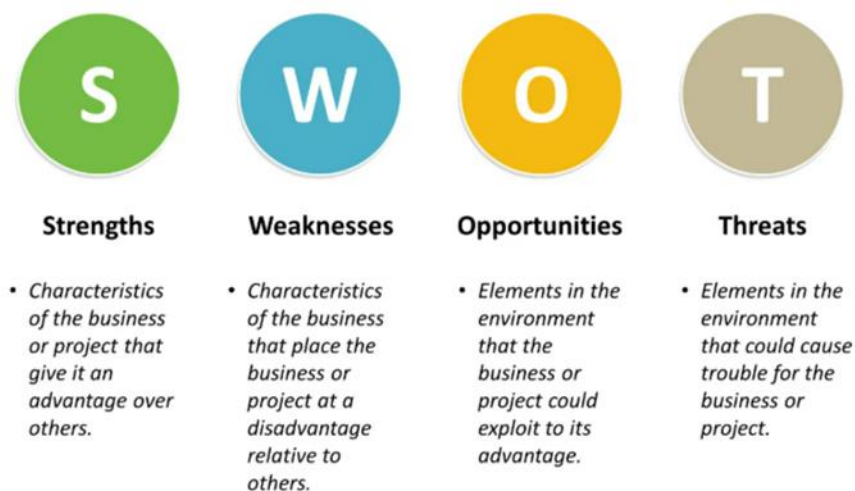 S
W
O
T
Strengths
Weaknesses
Opportunities
Threats
• Characteristics
of the business
or project that
give it an
advantage over
others.
• Characteristics
of the business
that place the
business or
project at a
disadvantage
relative to
others.
• Elements in the
environment
that the
business or
project could
exploit to its
advantage.
• Elements in the
environment
that could cause
trouble for the
business or
project.